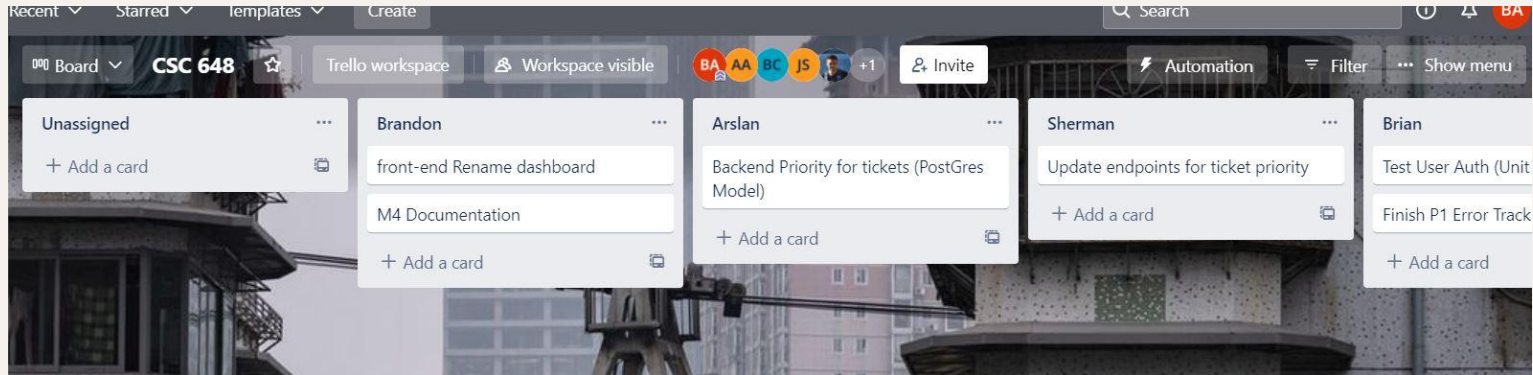 Recent Starred Templates Create Search BA
Board CSC 648 Trello workspace Workspace visible BA AA BC JS +1 Invite Automation Filter ... Show menu
Unassigned ...
+ Add a card
Brandon ...
front-end Rename dashboard
M4 Documentation
+ Add a card
Arslan ...
Backend Priority for tickets (PostGres
Model)
+ Add a card
Sherman ...
Update endpoints for ticket priority
+ Add a card
Brian
Test User Auth (Unit
Finish P1 Error Track
+ Add a card